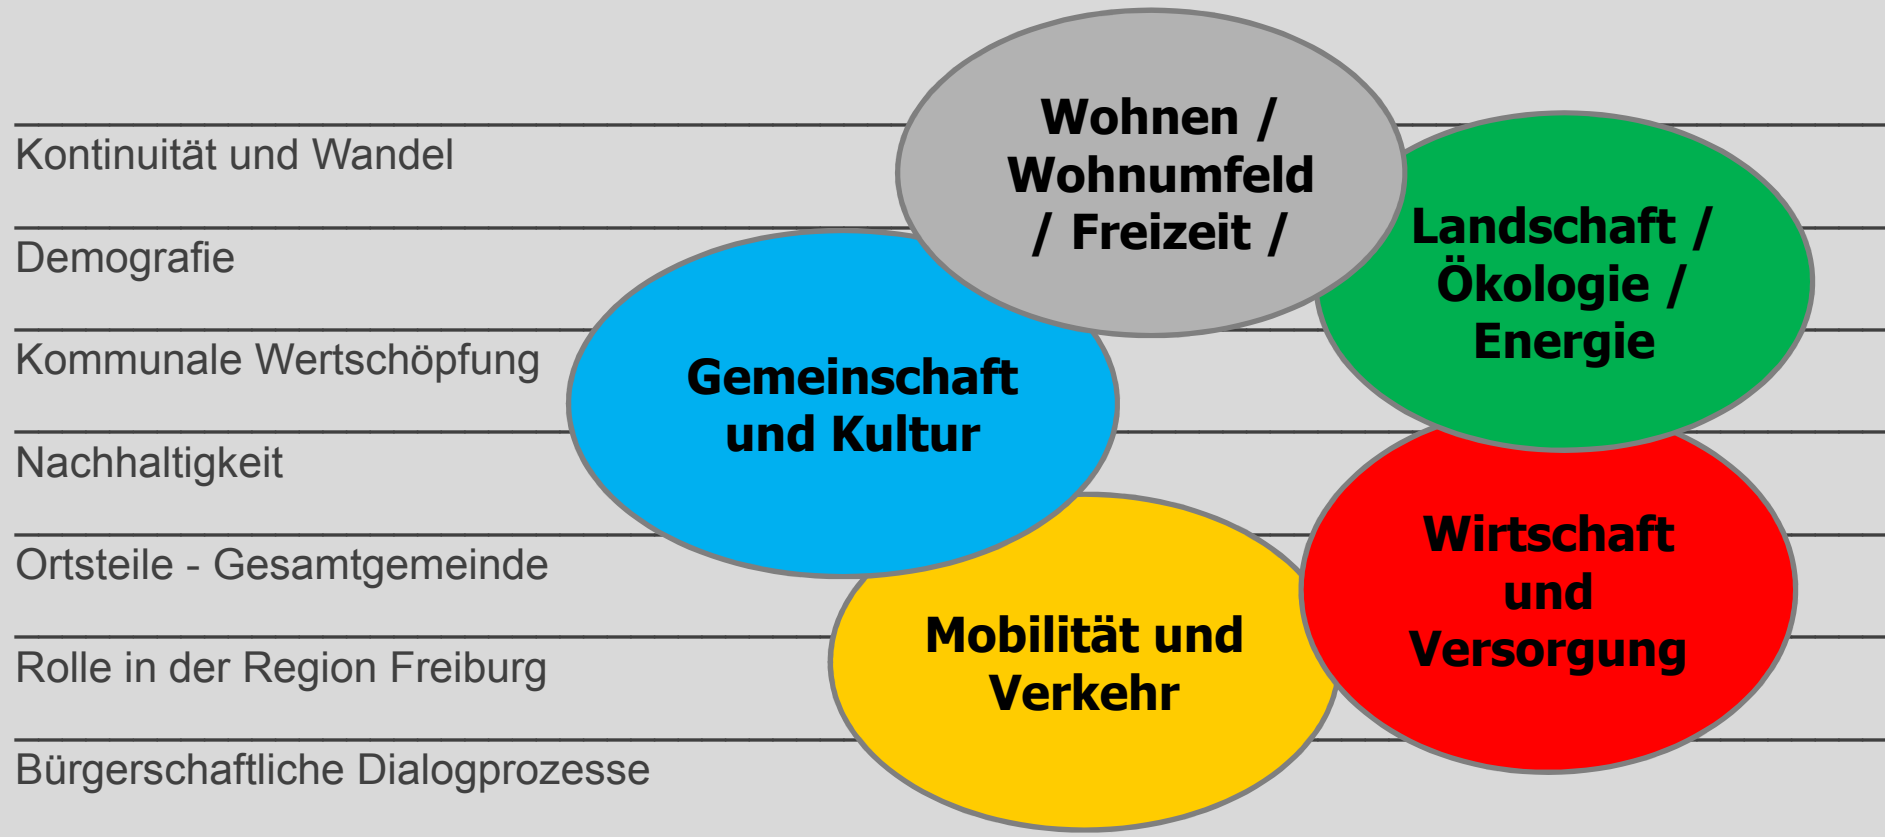 Kontinuität und Wandel
Demografie
Kommunale Wertschöpfung
Nachhaltigkeit
Ortsteile - Gesamtgemeinde
Rolle in der Region Freiburg
Bürgerschaftliche Dialogprozesse
Wohnen /
Wohnumfeld
/ Freizeit /
Landschaft /
Ökologie /
Energie
Gemeinschaft
und Kultur
Wirtschaft
und
Versorgung
Mobilität und
Verkehr